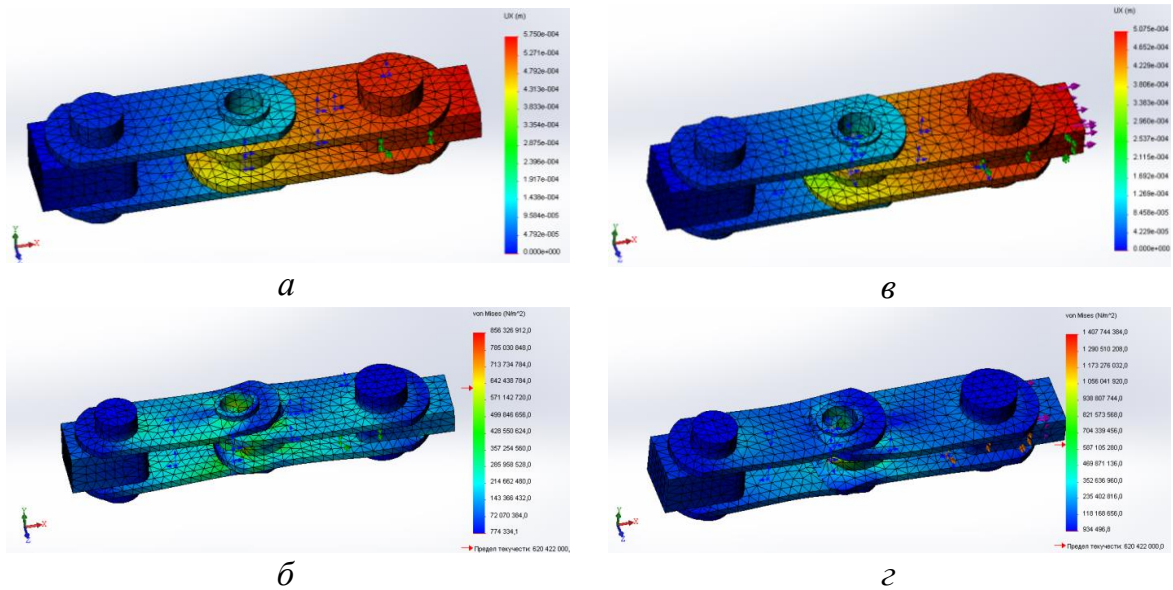 UX (m)
5.750e-004
5.271e-004
4.792e-004
4.313e-004
3.833e-004
3.354e-004
2.875e-004
2.396e-004
1.917e-004
1.438e-004
9.584e-005
4.792e-005
0.000e+000
Y
X
Z
а
UX (m)
5.075e-004
4.652e-004
4.229e-004
3.806e-004
3.383e-004
2.960e-004
2.537e-004
2.115e-004
1.692e-004
1.269e-004
8.458e-005
4.229e-005
0.000e+000
Y
X
Z
в
von Mises (N/m^2)
856 326 912,0
785 030 848,0
713 734 784,0
642 438 784,0
571 142 720,0
499 846 656,0
428 550 624,0
357 254 560,0
285 958 528,0
214 662 480,0
143 366 432,0
72 070 384,0
774 334,1
Предел текучести: 620 422 000,
Y
X
Z
б
von Mises (N/m^2)
1 407 744 384,0
1 290 510 208,0
1 173 276 032,0
1 056 041 920,0
938 807 744,0
821 573 568,0
704 339 456,0
587 105 280,0
469 871 136,0
352 636 960,0
235 402 816,0
118 168 656,0
934 496,8
Предел текучести: 620 422 000,0
Y
X
Z
г